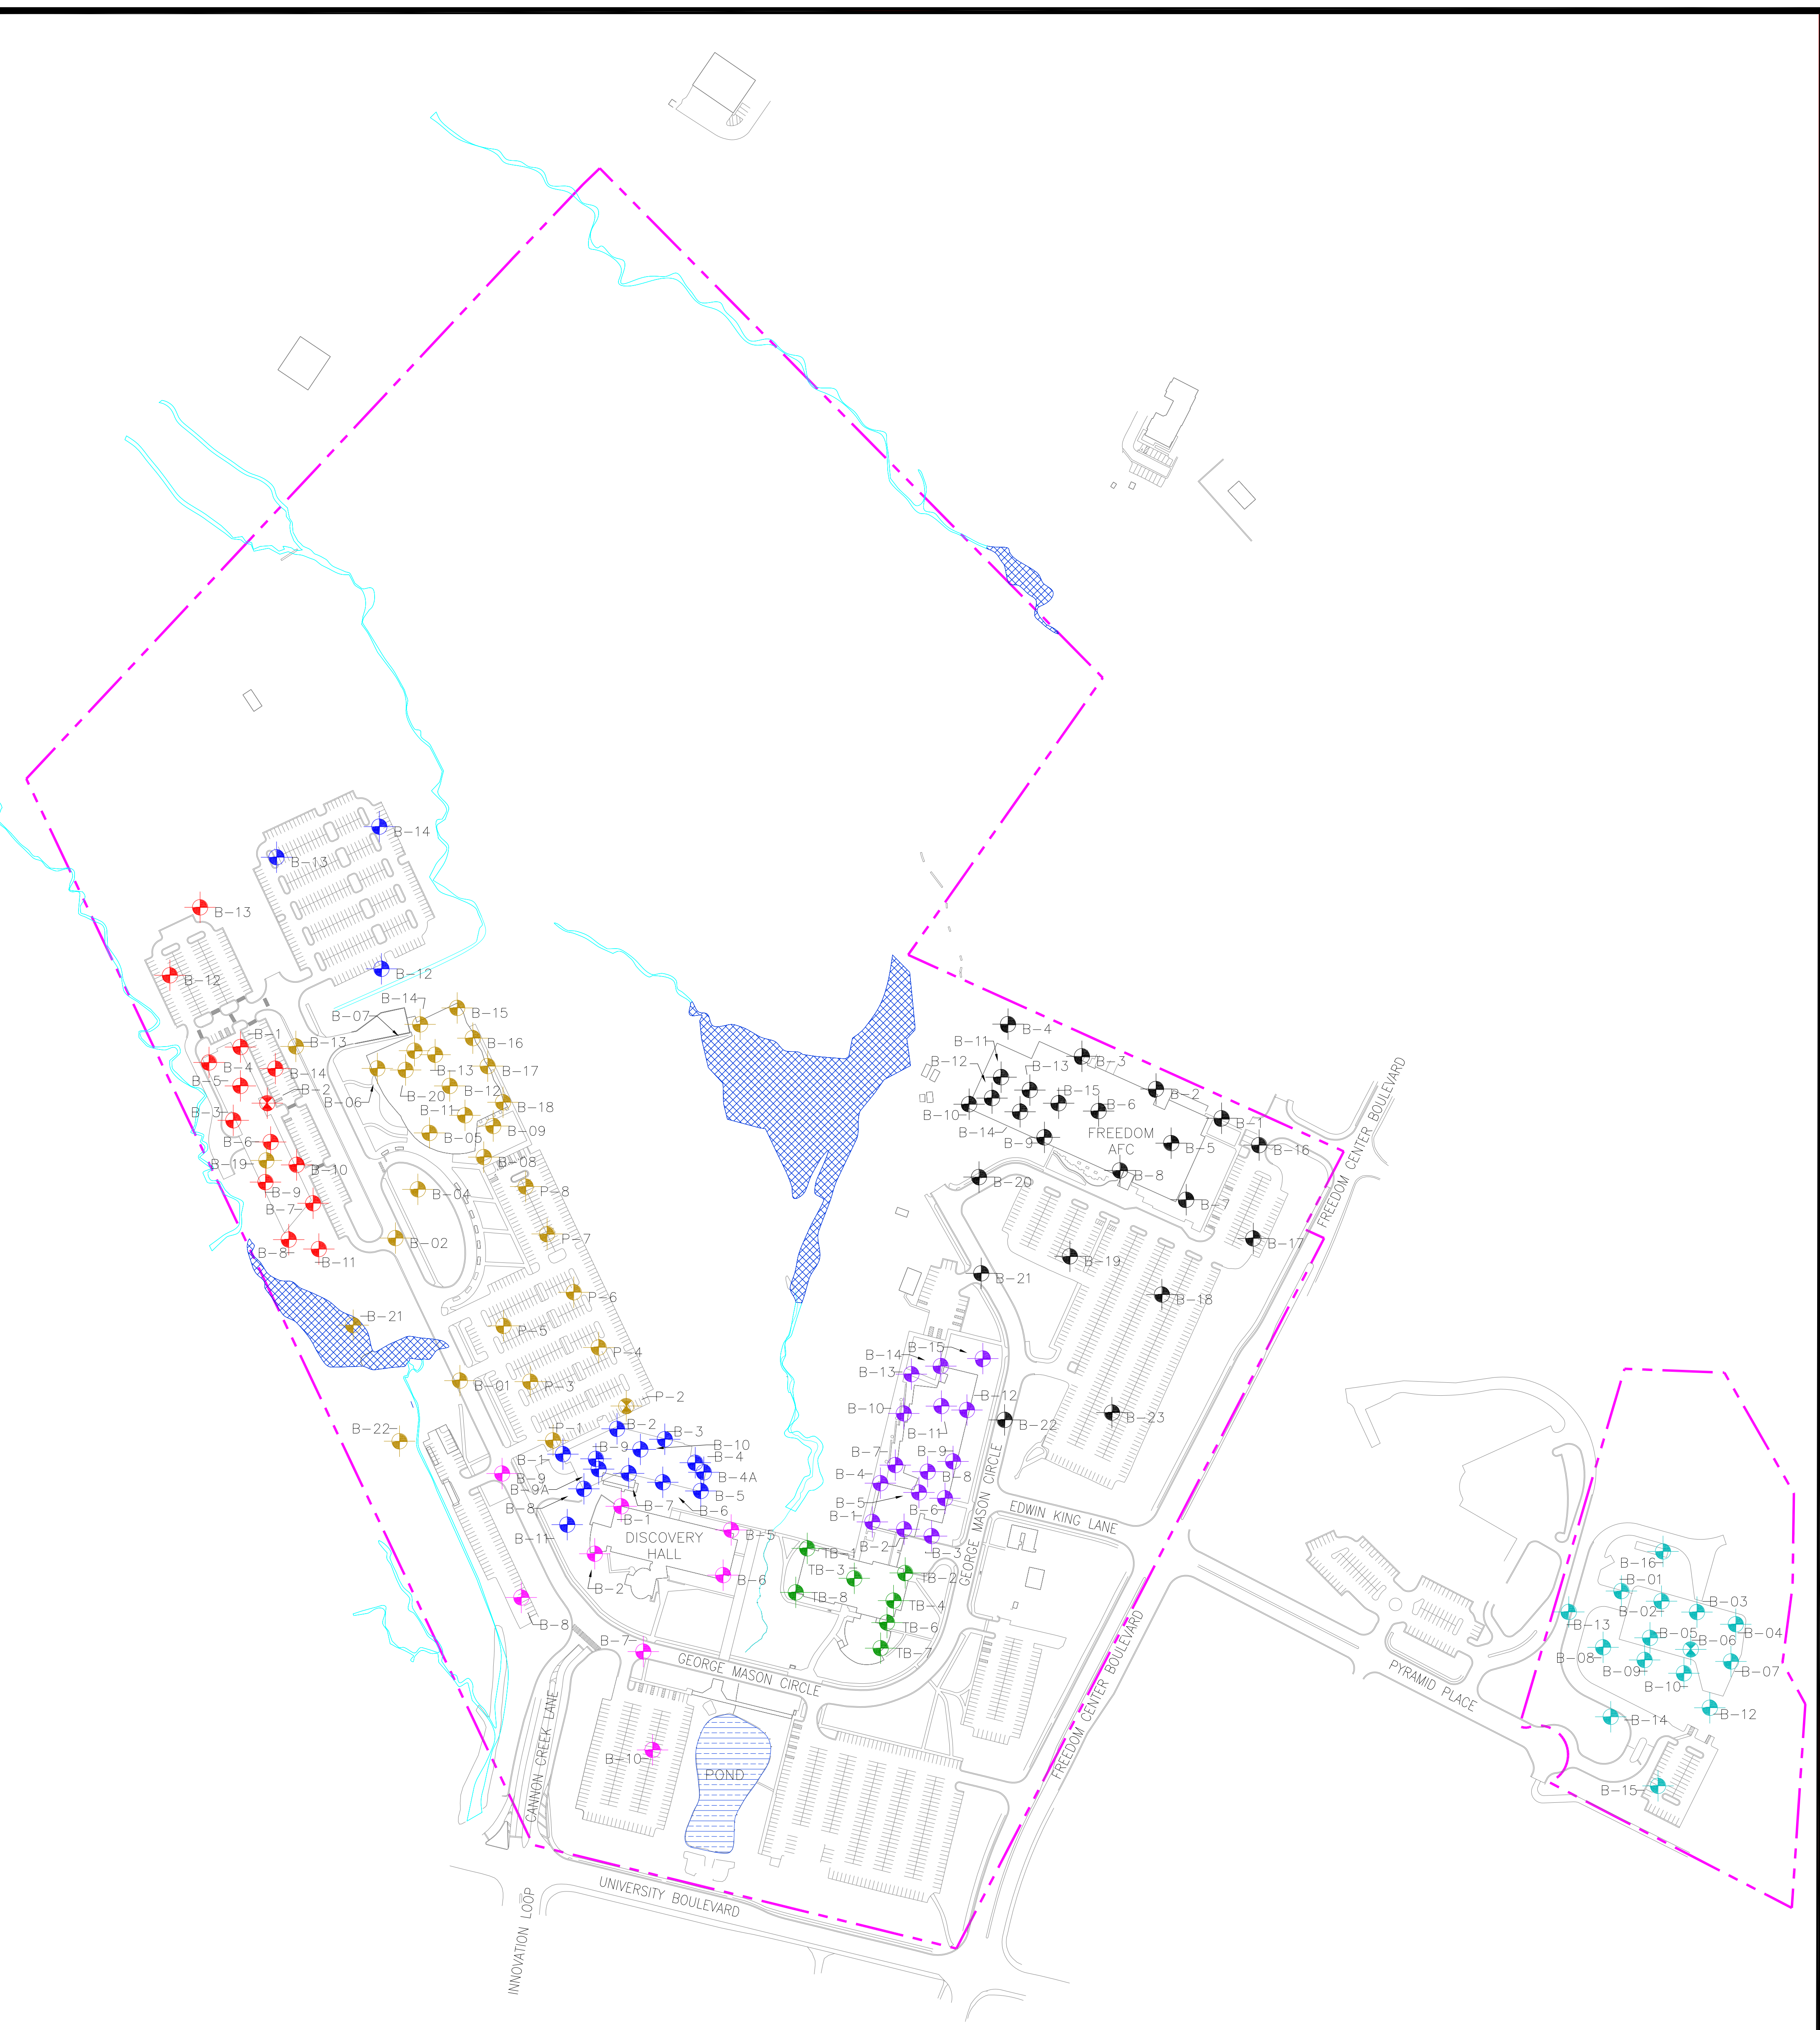 B-14
B-13
B-13
B-12
B-12
B-14
B-15
B-07
B-1
B-13
B-16
B-4
B-14
B-13
B-17
B-5
B-2
B-20
B-12
B-06
B-3
B-11
B-18
B-6
B-05
B-09
B-19
B-10
B-08
B-9
B-04
P-8
B-7
B-02
P-7
B-8
B-11
P-6
B-21
P-5
P-4
B-01
P-3
P-2
B-22
P-1
B-2
B-3
B-9
B-10
B-1
B-4
B-9
B-4A
B-9A
B-5
B-8
B-7
B-6
B-1
B-11
DISCOVERY
HALL
B-5
B-2
B-6
B-8
B-7
GEORGE MASON CIRCLE
B-10
POND
CANNON CREEK LANE
UNIVERSITY BOULEVARD
INNOVATION LOOP
B-4
B-11
B-3
B-12
B-13
B-15
B-2
B-10
B-6
B-1
B-14
B-9
FREEDOM
AFC
B-5
B-16
B-8
B-20
B-7
B-17
B-19
B-21
B-18
FREEDOM CENTER BOULEVARD
B-15
B-14
B-13
B-12
B-10
B-11
B-22
B-23
B-7
B-9
B-4
B-8
B-5
B-6
B-1
B-2
B-3
GEORGE MASON CIRCLE
EDWIN KING LANE
TB-1
TB-3
TB-2
TB-8
TB-4
TB-6
TB-7
FREEDOM CENTER BOULEVARD
PYRAMID PLACE
B-16
B-01
B-03
B-02
B-13
B-04
B-05
B-06
B-08
B-09
B-07
B-10
B-12
B-14
B-15